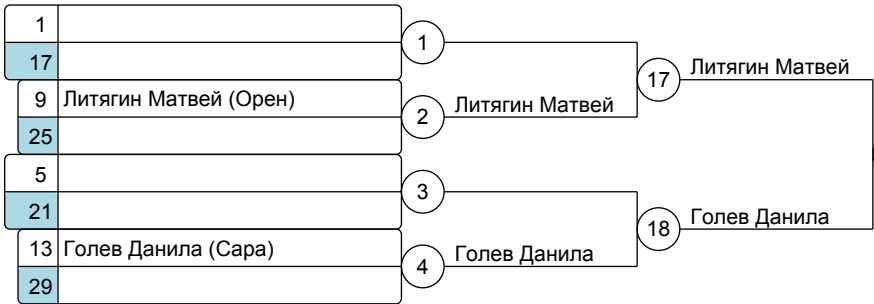 1
1
17
17
Литягин Матвей
9 Литягин Матвей (Орен)
2
Литягин Матвей
25
5
3
21
18
Голев Данила
13 Голев Данила (Сара)
4
Голев Данила
29